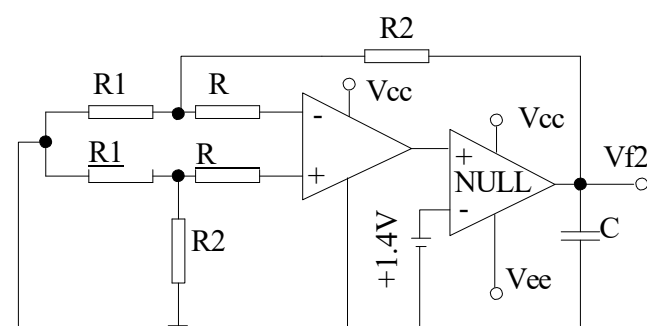 R2
R1
R
Vcc
-
Vcc
R1
R
+
+
NULL
-
Vf2
R2
+1.4V
C
Vee